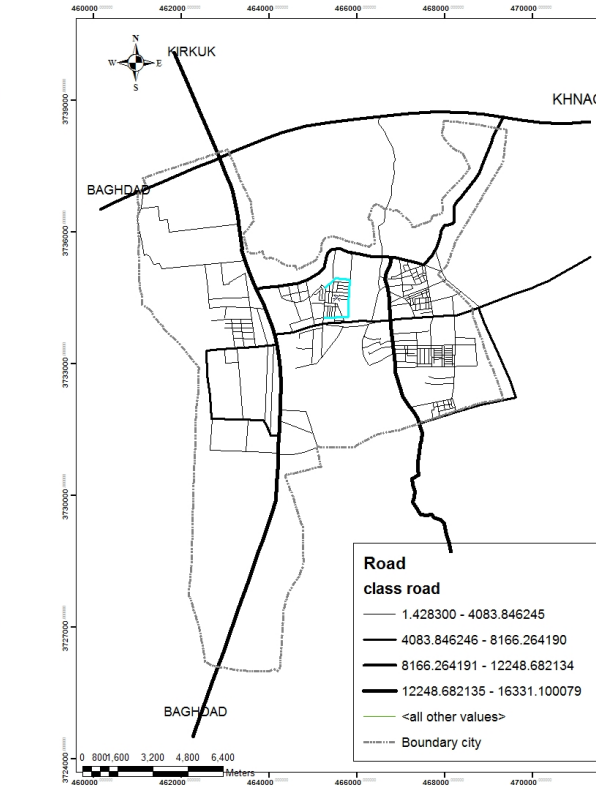 460000 462000 464000 466000 468000 470000
N
W E
S
KIRKUK
KHNAQ
3739000
BAGHDAD
3736000
3733000
3730000
3727000
3724000
BAGHDAD
Road
class road
1.428300 - 4083.846245
4083.846246 - 8166.264190
8166.264191 - 12248.682134
12248.682135 - 16331.100079
<all other values>
Boundary city
0 800 1,600 3,200 4,800 6,400
Meters
460000 462000 464000 466000 468000 470000